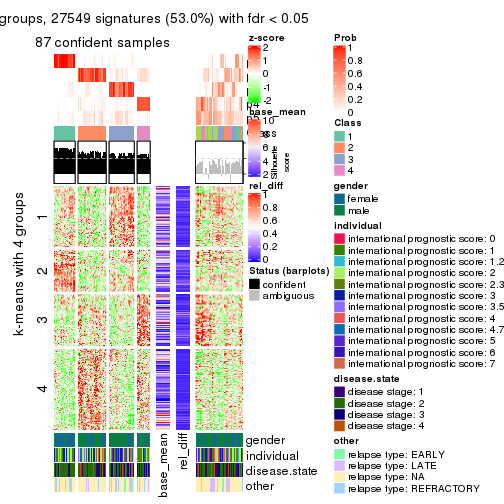 groups, 27549 signatures (53.0%) with fdr < 0.05
87 confident samples
k-means with 4 groups
1
2
3
4
base_mean
rel_diff
gender
individual
disease.state
other
z-score
2
1
0
-1
-2
base_mean
10
8
6
4
2
Silhouette
score
rel_diff
1
0.8
0.6
0.4
0.2
0
Status (barplots)
confident
ambiguous
Prob
1
0.8
0.6
0.4
0.2
0
Class
1
2
3
4
gender
female
male
individual
international prognostic score: 0
international prognostic score: 1
international prognostic score: 1.2
international prognostic score: 2
international prognostic score: 2.3
international prognostic score: 3
international prognostic score: 3.5
international prognostic score: 4
international prognostic score: 4.7
international prognostic score: 5
international prognostic score: 6
international prognostic score: 7
disease.state
disease stage: 1
disease stage: 2
disease stage: 3
disease stage: 4
other
relapse type: EARLY
relapse type: LATE
relapse type: NA
relapse type: REFRACTORY